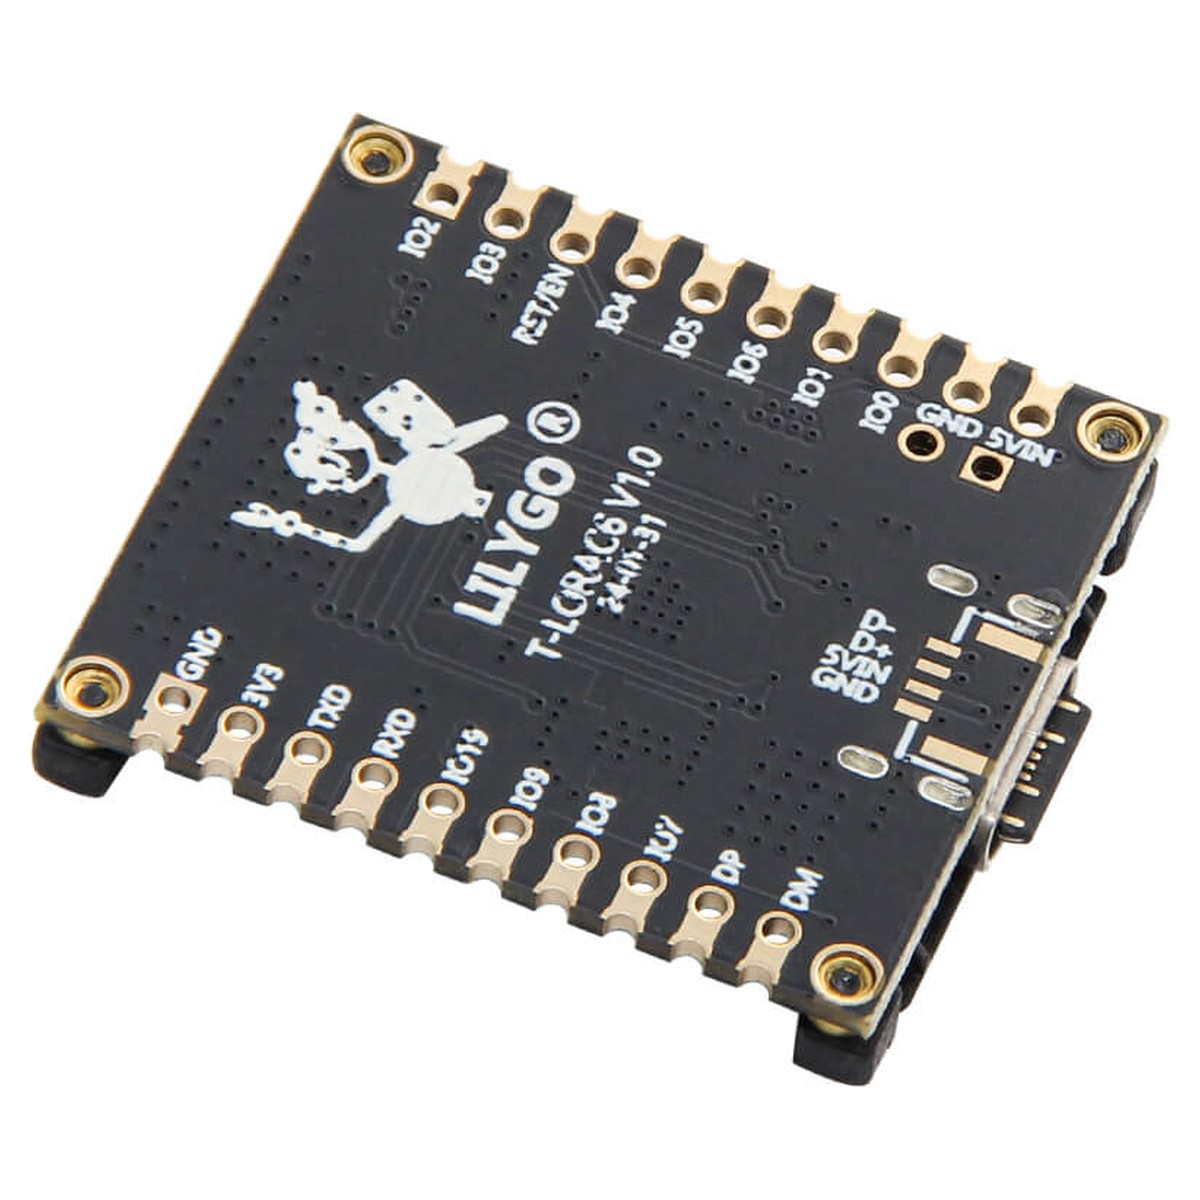 IO2
IO3
RST/EN
IO4
IO5
IO6
IO1
IO0
GND 5VIN
LILYGO ®
T-LORAC6 V1.0
D+
5VIN
GND
GND
3V3
TXD
RXD
IO19
IO9
IO8
IO7
DP
DM